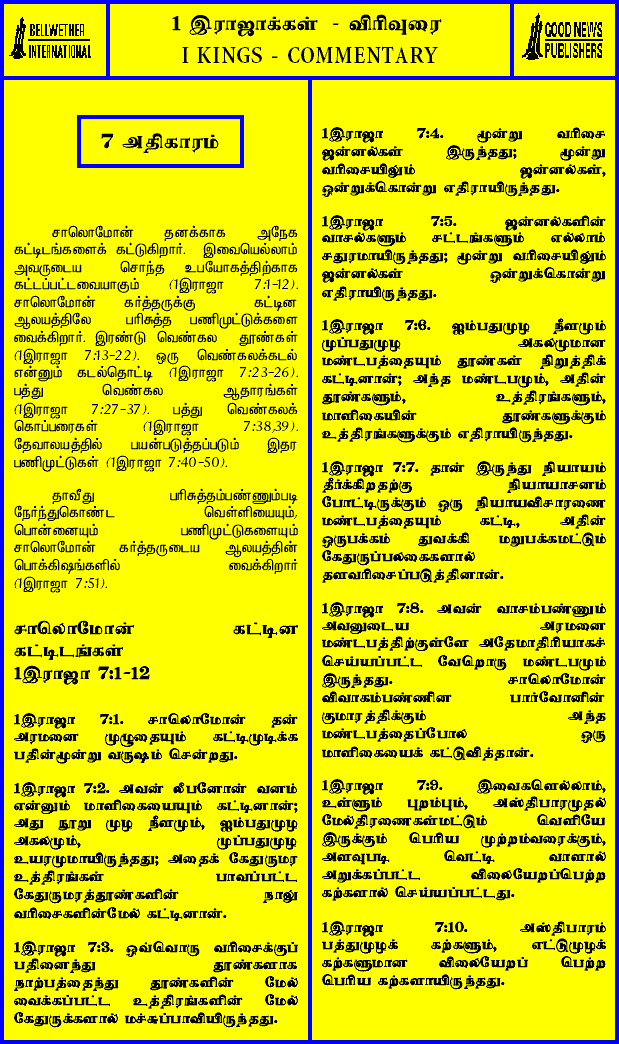 BELLWETHER
INTERNATIONAL
1 இராஜாக்கள் - விரிவுரை
I KINGS - COMMENTARY
GOOD NEWS
PUBLISHERS
7 அதிகாரம்
சாலொமோன் தனக்காக அநேக
கட்டிடங்களைக் கட்டுகிறார். இவையெல்லாம்
அவருடைய சொந்த உபயோகத்திற்காக
கட்டப்பட்டவையாகும் (1இராஜா 7:1-12).
சாலொமோன் கர்த்தருக்கு கட்டின
ஆலயத்திலே பரிசுத்த பணிமுட்டுக்களை
வைக்கிறார். இரண்டு வெண்கல தூண்கள்
(1இராஜா 7:13-22). ஒரு வெண்கலக்கடல்
என்னும் கடல்தொட்டி (1இராஜா 7:23-26).
பத்து வெண்கல ஆதாரங்கள்
(1இராஜா 7:27-37). பத்து வெண்கலக்
கொப்பரைகள் (1இராஜா 7:38,39).
தேவாலயத்தில் பயன்படுத்தப்படும் இதர
பணிமுட்டுகள் (1இராஜா 7:40-50).
தாவீது பரிசுத்தம்பண்ணும்படி
நேர்ந்துகொண்ட வெள்ளியையும்,
பொன்னையும் பணிமுட்டுகளையும்
சாலொமோன் கர்த்தருடைய ஆலயத்தின்
பொக்கிஷங்களில் வைக்கிறார்
(1இராஜா 7:51).
சாலொமோன் கட்டின
கட்டிடங்கள்
1இராஜா 7:1-12
1இராஜா 7:1. சாலொமோன் தன்
அரமனை முழுதையும் கட்டிமுடிக்க
பதின்மூன்று வருஷம் சென்றது.
1இராஜா 7:2. அவன் லீபனோன் வனம்
என்னும் மாளிகையையும் கட்டினான்;
அது நூறு முழ நீளமும், ஐம்பதுமுழ
அகலமும், முப்பதுமுழ
உயரமுமாயிருந்தது; அதைக் கேதுருமர
உத்திரங்கள் பாவப்பட்ட
கேதுருமரத்தூண்களின் நாலு
வரிசைகளின்மேல் கட்டினான்.
1இராஜா 7:3. ஒவ்வொரு வரிசைக்குப்
பதினைந்து தூண்களாக
நாற்பத்தைந்து தூண்களின் மேல்
வைக்கப்பட்ட உத்திரங்களின் மேல்
கேதுருக்களால் மச்சுப்பாவியிருந்தது.
1இராஜா 7:4. மூன்று வரிசை
ஜன்னல்கள் இருந்தது; மூன்று
வரிசையிலும் ஜன்னல்கள்,
ஒன்றுக்கொன்று எதிராயிருந்தது.
1இராஜா 7:5. ஜன்னல்களின்
வாசல்களும் சட்டங்களும் எல்லாம்
சதுரமாயிருந்தது; மூன்று வரிசையிலும்
ஜன்னல்கள் ஒன்றுக்கொன்று
எதிராயிருந்தது.
1இராஜா 7:6. ஐம்பதுமுழ நீளமும்
முப்பதுமுழ அகலமுமான
மண்டபத்தையும் தூண்கள் நிறுத்திக்
கட்டினான்; அந்த மண்டபமும், அதின்
தூண்களும், உத்திரங்களும்,
மாளிகையின் தூண்களுக்கும்
உத்திரங்களுக்கும் எதிராயிருந்தது.
1இராஜா 7:7. தான் இருந்து நியாயம்
தீர்க்கிறதற்கு நியாயாசனம்
போட்டிருக்கும் ஒரு நியாயவிசாரணை
மண்டபத்தையும் கட்டி, அதின்
ஒருபக்கம் துவக்கி மறுபக்கமட்டும்
கேதுருப்பலகைகளால்
தளவரிசைப்படுத்தினான்.
1இராஜா 7:8. அவன் வாசம்பண்ணும்
அவனுடைய அரமனை
மண்டபத்திற்குள்ளே அதேமாதிரியாகச்
செய்யப்பட்ட வேறொரு மண்டபமும்
இருந்தது. சாலொமோன்
விவாகம்பண்ணின பார்வோனின்
குமாரத்திக்கும் அந்த
மண்டபத்தைப்போல ஒரு
மாளிகையைக் கட்டுவித்தான்.
1இராஜா 7:9. இவைகளெல்லாம்,
உள்ளும் புறம்பும், அஸ்திபாரமுதல்
மேல்திரணைகள்மட்டும் வெளியே
இருக்கும் பெரிய முற்றம்வரைக்கும்,
அளவுபடி வெட்டி வாளால்
அறுக்கப்பட்ட விலையேறப்பெற்ற
கற்களால் செய்யப்பட்டது.
1இராஜா 7:10. அஸ்திபாரம்
பத்துமுழக் கற்களும், எட்டுமுழக்
கற்களுமான விலையேறப் பெற்ற
பெரிய கற்களாயிருந்தது.